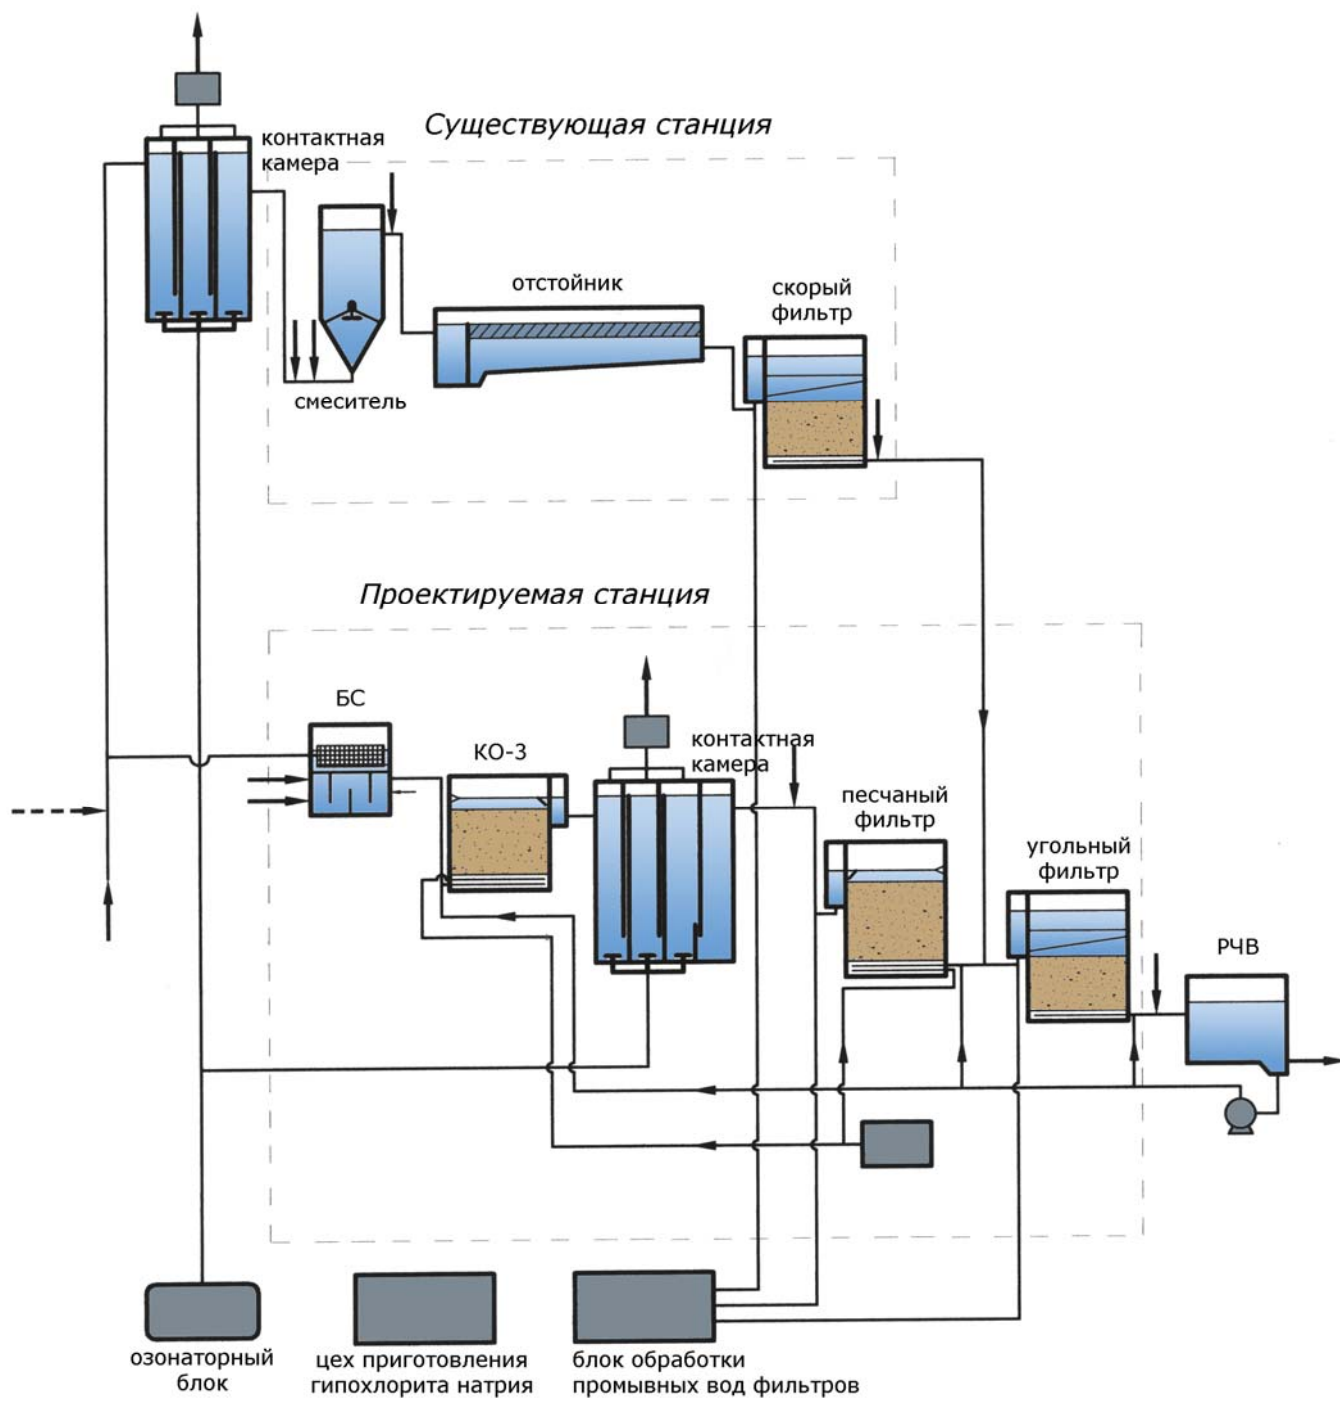 Существующая станция
контактная
камера
отстойник
скорый
фильтр
смеситель
Проектируемая станция
БС
КО-3
контактная
камера
песчаный
фильтр
угольный
фильтр
РЧВ
озонаторный
блок
цех приготовления
гипохлорита натрия
блок обработки
промывных вод фильтров